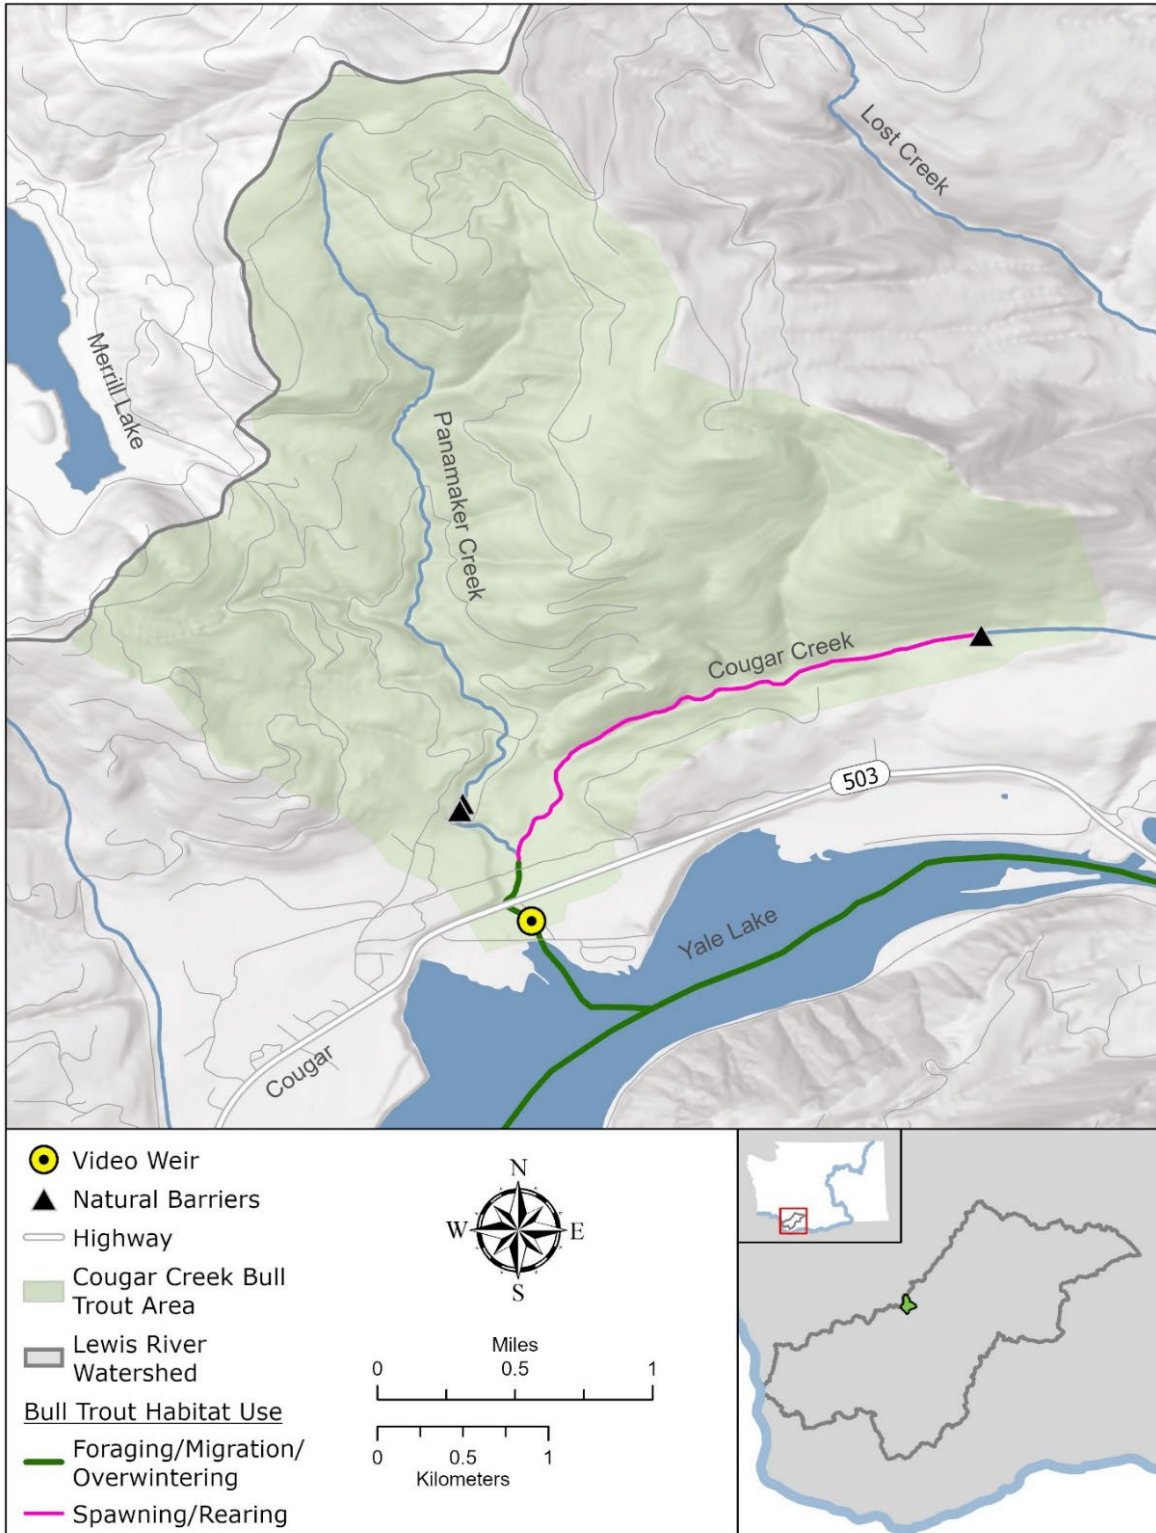 Lost Creek
Merrill Lake
Panamaker Creek
Cougar Creek
503
Yale Lake
Cougar
Video Weir
Natural Barriers
Highway
Cougar Creek Bull
Trout Area
Lewis River
Watershed
Bull Trout Habitat Use
Foraging/Migration/
Overwintering
Spawning/Rearing
N
W
E
S
Miles
0 0.5 1
0 0.5 1
Kilometers